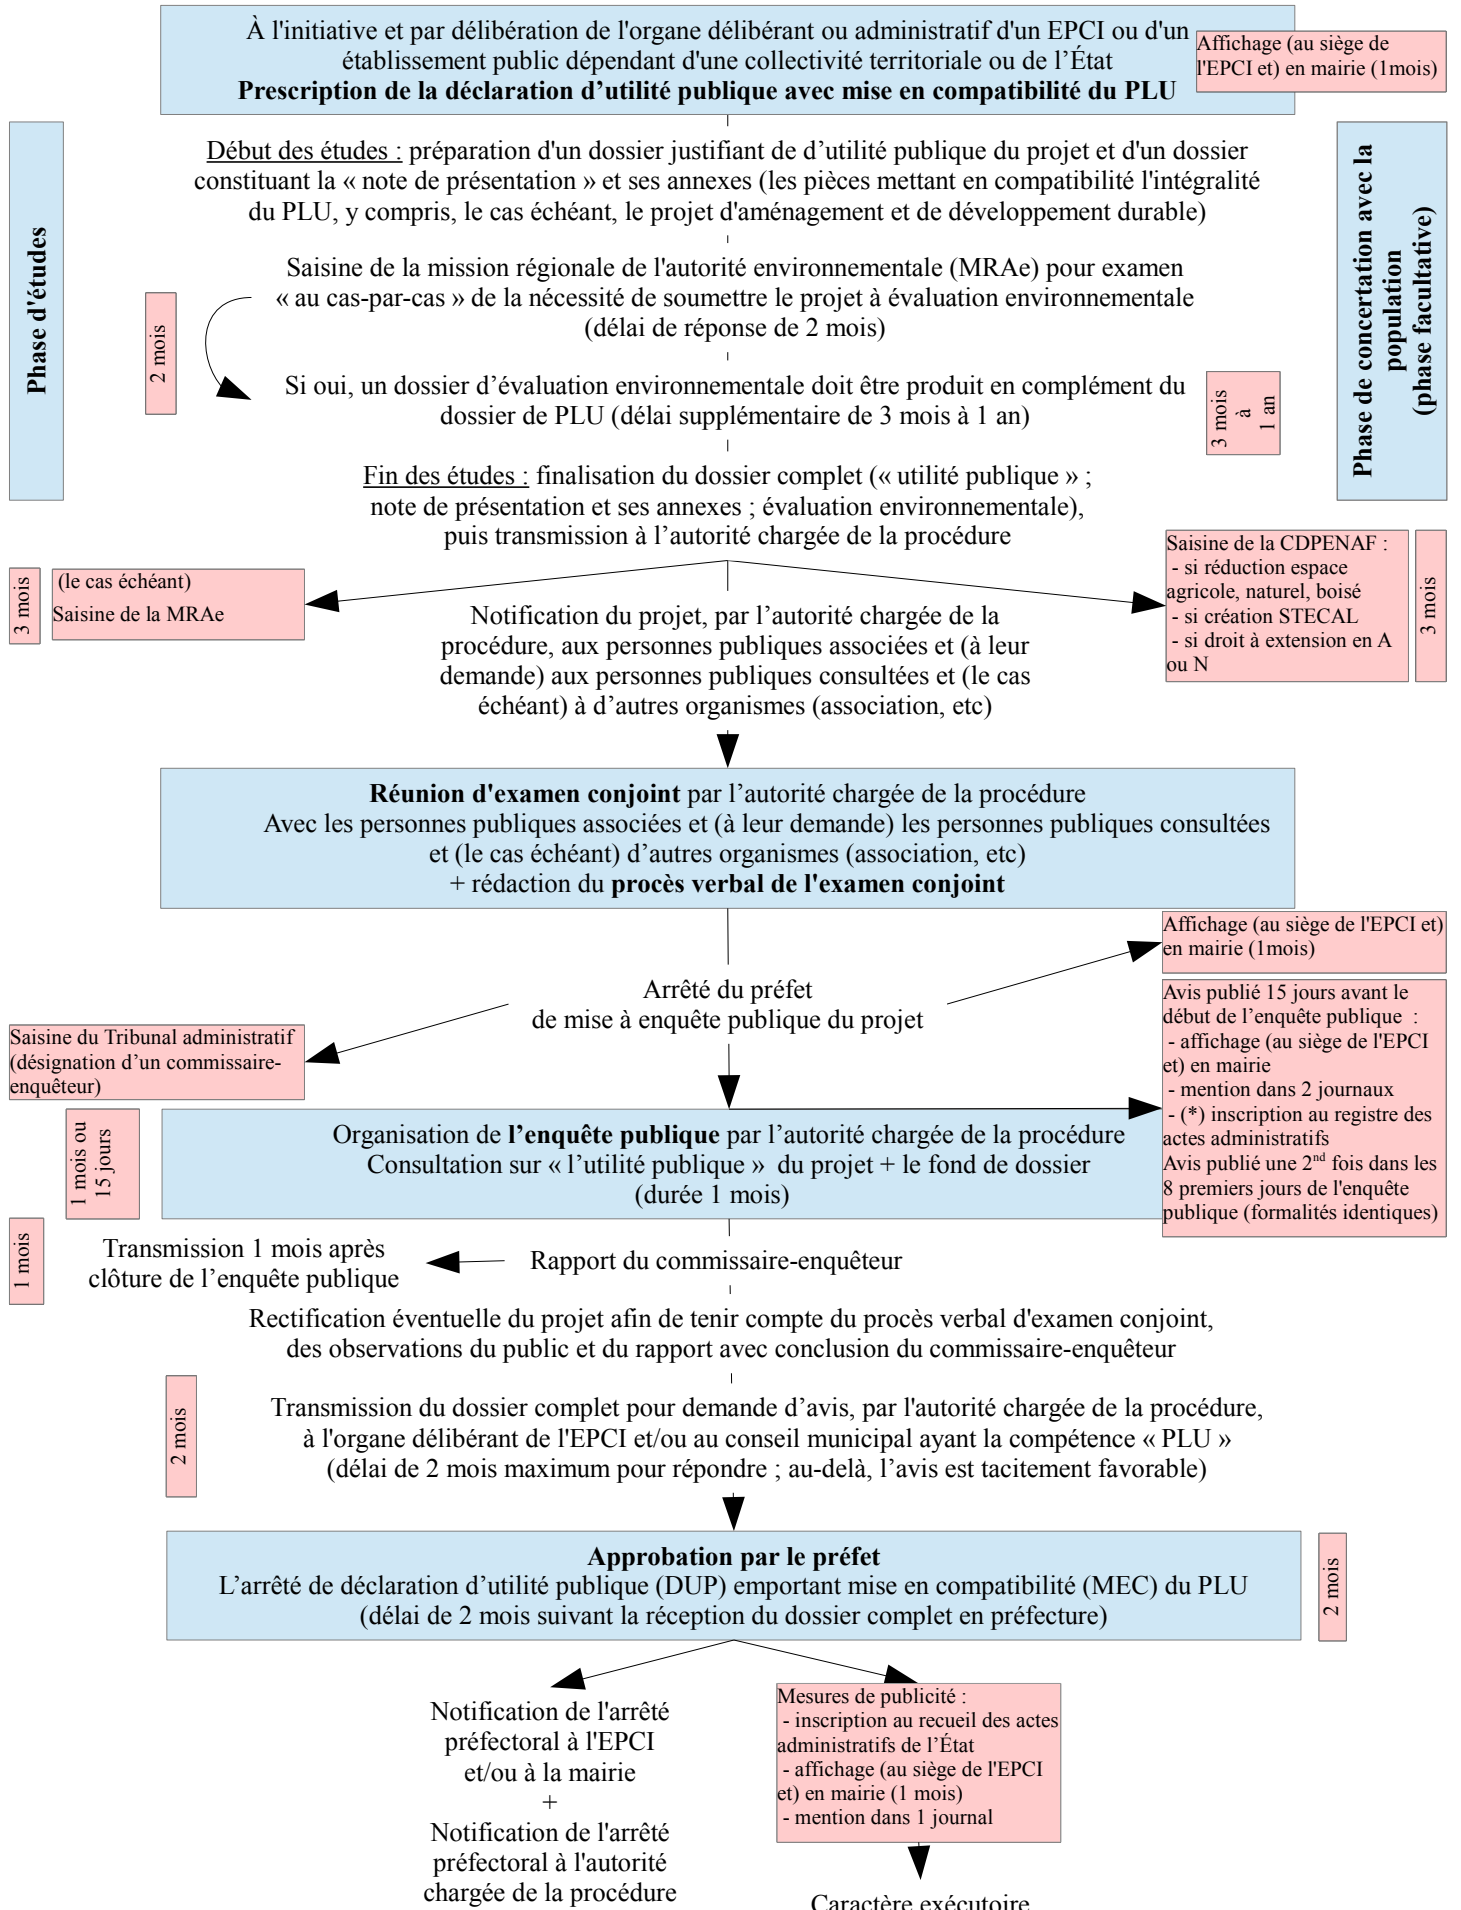 À l'initiative et par délibération de l'organe délibérant ou administratif d'un EPCI ou d'un
établissement public dépendant d'une collectivité territoriale ou de l’État
Prescription de la déclaration d’utilité publique avec mise en compatibilité du PLU
Affichage (au siège de
l'EPCI et) en mairie (1mois)
Phase d'études
Phase de concertation avec la
population
(phase facultative)
Début des études : préparation d'un dossier justifiant de d’utilité publique du projet et d'un dossier
constituant la « note de présentation » et ses annexes (les pièces mettant en compatibilité l'intégralité
du PLU, y compris, le cas échéant, le projet d'aménagement et de développement durable)
Saisine de la mission régionale de l'autorité environnementale (MRAe) pour examen
« au cas-par-cas » de la nécessité de soumettre le projet à évaluation environnementale
(délai de réponse de 2 mois)
2 mois
Si oui, un dossier d’évaluation environnementale doit être produit en complément du
dossier de PLU (délai supplémentaire de 3 mois à 1 an)
3 mois
à
1 an
Fin des études : finalisation du dossier complet (« utilité publique » ;
note de présentation et ses annexes ; évaluation environnementale),
puis transmission à l’autorité chargée de la procédure
3 mois
(le cas échéant)
Saisine de la MRAe
Saisine de la CDPENAF :
- si réduction espace
agricole, naturel, boisé
- si création STECAL
- si droit à extension en A
ou N
3 mois
Notification du projet, par l’autorité chargée de la
procédure, aux personnes publiques associées et (à leur
demande) aux personnes publiques consultées et (le cas
échéant) à d’autres organismes (association, etc)
Réunion d'examen conjoint par l’autorité chargée de la procédure
Avec les personnes publiques associées et (à leur demande) les personnes publiques consultées
et (le cas échéant) d’autres organismes (association, etc)
+ rédaction du procès verbal de l'examen conjoint
Affichage (au siège de l'EPCI et)
en mairie (1mois)
Arrêté du préfet
de mise à enquête publique du projet
Saisine du Tribunal administratif
(désignation d’un commissaire-
enquêteur)
Avis publié 15 jours avant le
début de l’enquête publique :
- affichage (au siège de l'EPCI
et) en mairie
- mention dans 2 journaux
- (*) inscription au registre des
actes administratifs
Avis publié une 2nd fois dans les
8 premiers jours de l'enquête
publique (formalités identiques)
1 mois ou
15 jours
Organisation de l’enquête publique par l’autorité chargée de la procédure
Consultation sur « l’utilité publique » du projet + le fond de dossier
(durée 1 mois)
1 mois
Transmission 1 mois après
clôture de l’enquête publique
Rapport du commissaire-enquêteur
Rectification éventuelle du projet afin de tenir compte du procès verbal d'examen conjoint,
des observations du public et du rapport avec conclusion du commissaire-enquêteur
2 mois
Transmission du dossier complet pour demande d’avis, par l'autorité chargée de la procédure,
à l'organe délibérant de l'EPCI et/ou au conseil municipal ayant la compétence « PLU »
(délai de 2 mois maximum pour répondre ; au-delà, l’avis est tacitement favorable)
Approbation par le préfet
L’arrêté de déclaration d’utilité publique (DUP) emportant mise en compatibilité (MEC) du PLU
(délai de 2 mois suivant la réception du dossier complet en préfecture)
2 mois
Notification de l'arrêté
préfectoral à l'EPCI
et/ou à la mairie
+
Notification de l'arrêté
préfectoral à l'autorité
chargée de la procédure
Mesures de publicité :
- inscription au recueil des actes
administratifs de l’État
- affichage (au siège de l'EPCI
et) en mairie (1 mois)
- mention dans 1 journal
Caractère exécutoire